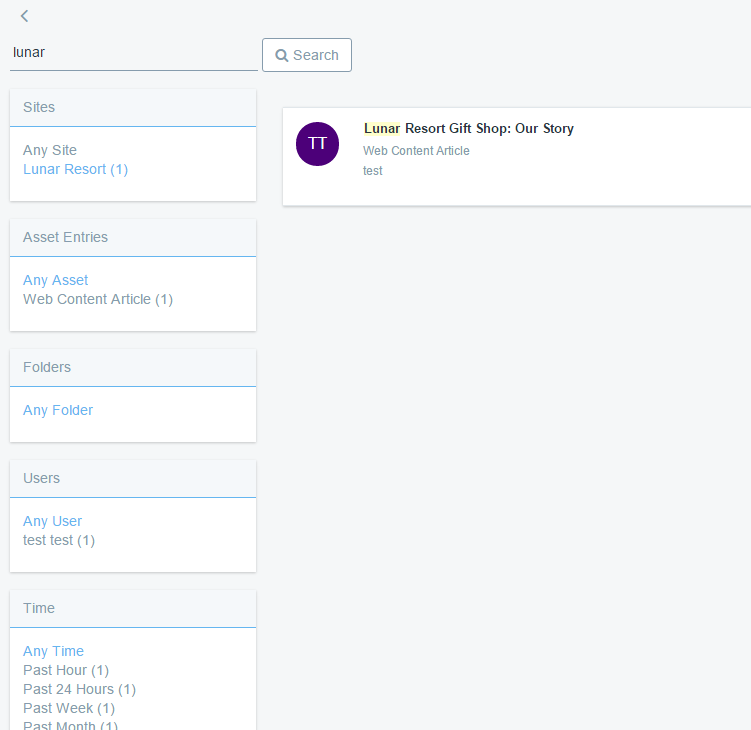 lunar
Search
Sites
Any Site
Lunar Resort (1)
TT
Lunar Resort Gift Shop: Our Story
Web Content Article
test
Asset Entries
Any Asset
Web Content Article (1)
Folders
Any Folder
Users
Any User
test test (1)
Time
Any Time
Past Hour (1)
Past 24 Hours (1)
Past Week (1)
Past Month (1)